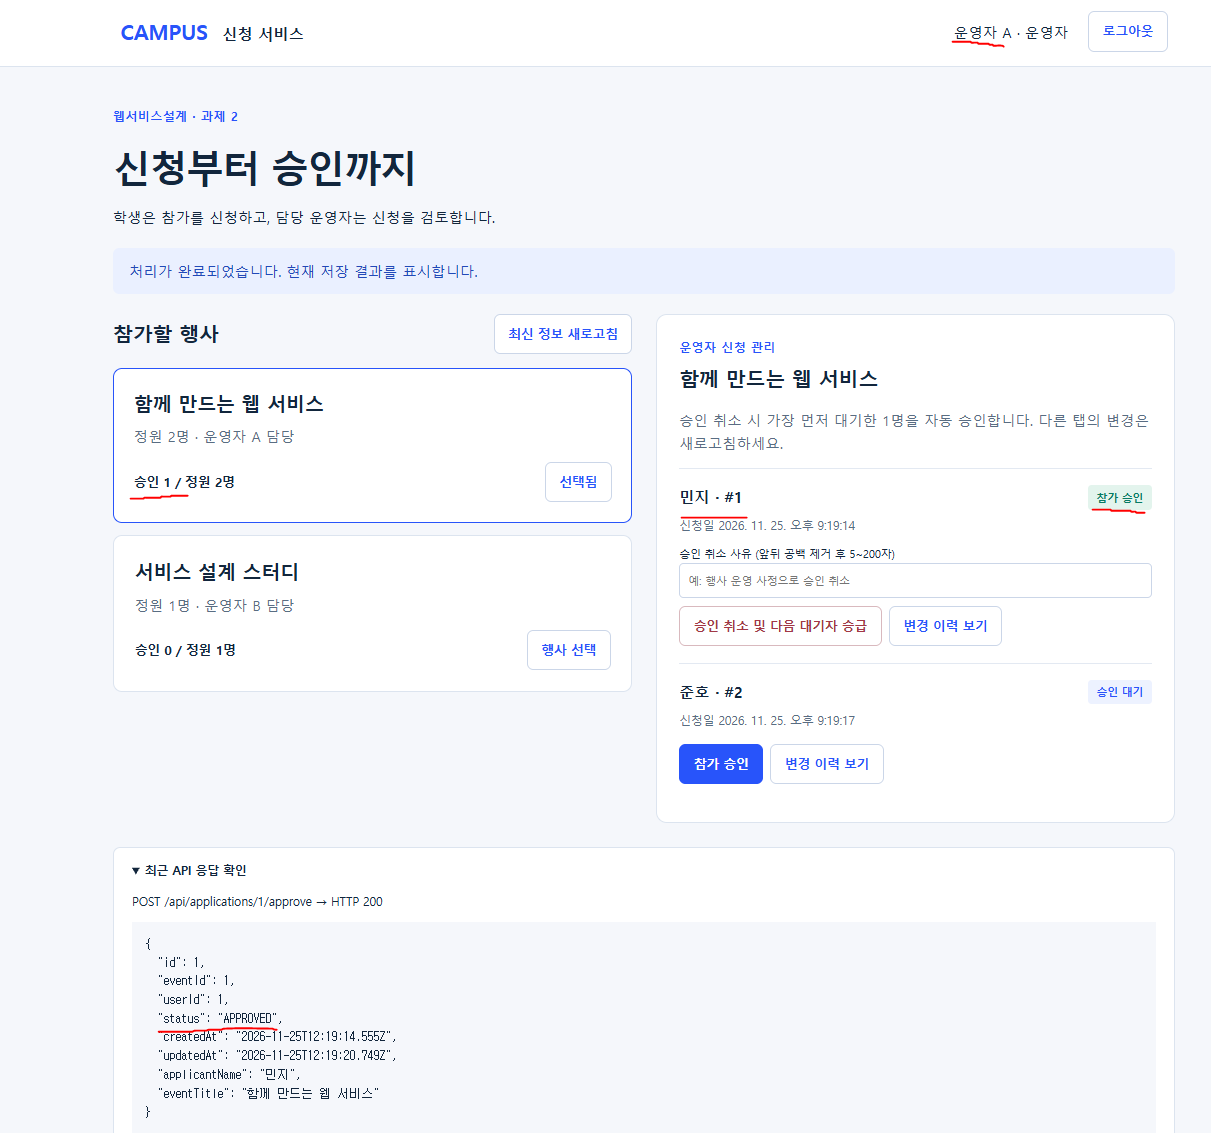 CAMPUS 신청 서비스
운영자 A · 운영자
로그아웃
웹서비스설계 · 과제 2
신청부터 승인까지
학생은 참가를 신청하고, 담당 운영자는 신청을 검토합니다.
처리가 완료되었습니다. 현재 저장 결과를 표시합니다.
참가할 행사
최신 정보 새로고침
함께 만드는 웹 서비스
정원 2명 · 운영자 A 담당
승인 1 / 정원 2명
선택됨
서비스 설계 스터디
정원 1명 · 운영자 B 담당
승인 0 / 정원 1명
행사 선택
운영자 신청 관리
함께 만드는 웹 서비스
승인 취소 시 가장 먼저 대기한 1명을 자동 승인합니다. 다른 탭의 변경은
새로고침하세요.
민지 · #1
참가 승인
신청일 2026. 11. 25. 오후 9:19:14
승인 취소 사유 (앞뒤 공백 제거 후 5~200자)
예: 행사 운영 사정으로 승인 취소
승인 취소 및 다음 대기자 승급
변경 이력 보기
준호 · #2
승인 대기
신청일 2026. 11. 25. 오후 9:19:17
참가 승인
변경 이력 보기
▼ 최근 API 응답 확인
POST /api/applications/1/approve → HTTP 200
{
"id": 1,
"eventId": 1,
"userId": 1,
"status": "APPROVED",
"createdAt": "2026-11-25T12:19:14.555Z",
"updatedAt": "2026-11-25T12:19:20.749Z",
"applicantName": "민지",
"eventTitle": "함께 만드는 웹 서비스"
}